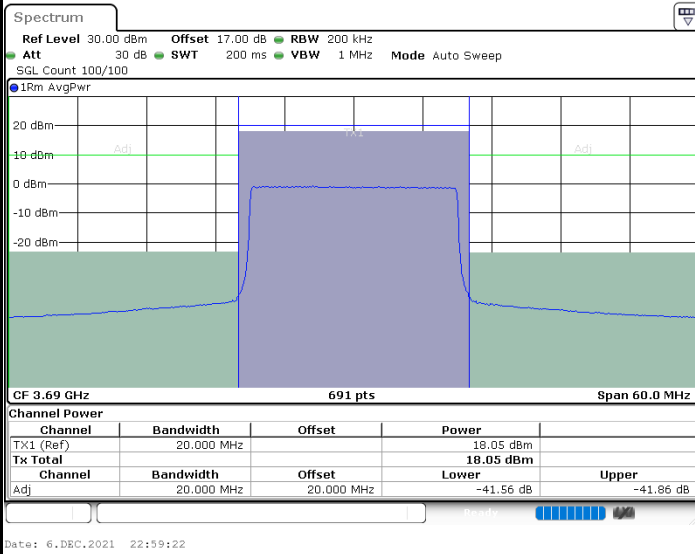 Spectrum
Ref Level 30.00 dBm Offset 17.00 dB RBW 200 kHz
Att 30 dB SWT 200 ms VBW 1 MHz Mode Auto Sweep
SGL Count 100/100
1Rm AvgPwr
20 dBm
Tx1
Adj Adj
10 dBm
0 dBm
-10 dBm
-20 dBm
CF 3.69 GHz 691 pts Span 60.0 MHz
Channel Power
Channel Bandwidth Offset Power
TX1 (Ref) 20.000 MHz 18.05 dBm
Tx Total 18.05 dBm
Channel Bandwidth Offset Lower Upper
Adj 20.000 MHz 20.000 MHz -41.56 dB -41.86 dB
Ready
Date: 6.DEC.2021 22:59:22